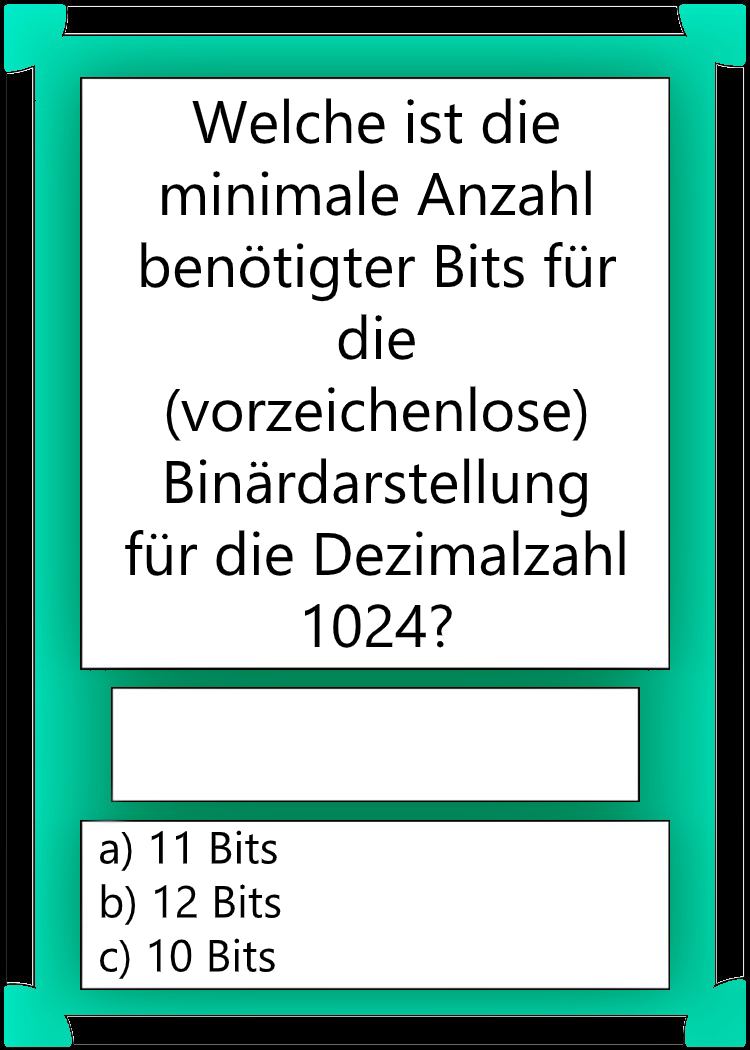 Welche ist die
minimale Anzahl
benötigter Bits für
die
(vorzeichenlose)
Binärdarstellung
für die Dezimalzahl
1024?
a) 11 Bits
b) 12 Bits
c) 10 Bits